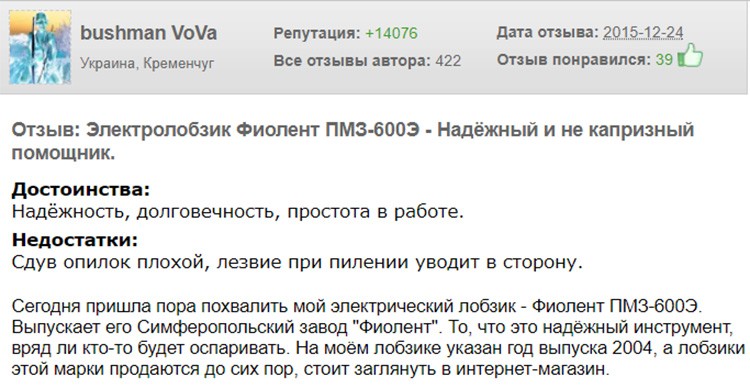 bushman VoVa
Украина, Кременчуг
Репутация: +14076
Все отзывы автора: 422
Дата отзыва: 2015-12-24
Отзыв понравился: 39
Отзыв: Электролобзик Фиолент ПМЗ-600Э - Надёжный и не капризный
помощник.
Достоинства:
Надёжность, долговечность, простота в работе.
Недостатки:
Сдув опилок плохой, лезвие при пилении уводит в сторону.
Сегодня пришла пора похвалить мой электрический лобзик - Фиолент ПМЗ-600Э.
Выпускает его Симферопольский завод "Фиолент". То, что это надёжный инструмент,
вряд ли кто-то будет оспаривать. На моём лобзике указан год выпуска 2004, а лобзики
этой марки продаются до сих пор, стоит заглянуть в интернет-магазин.